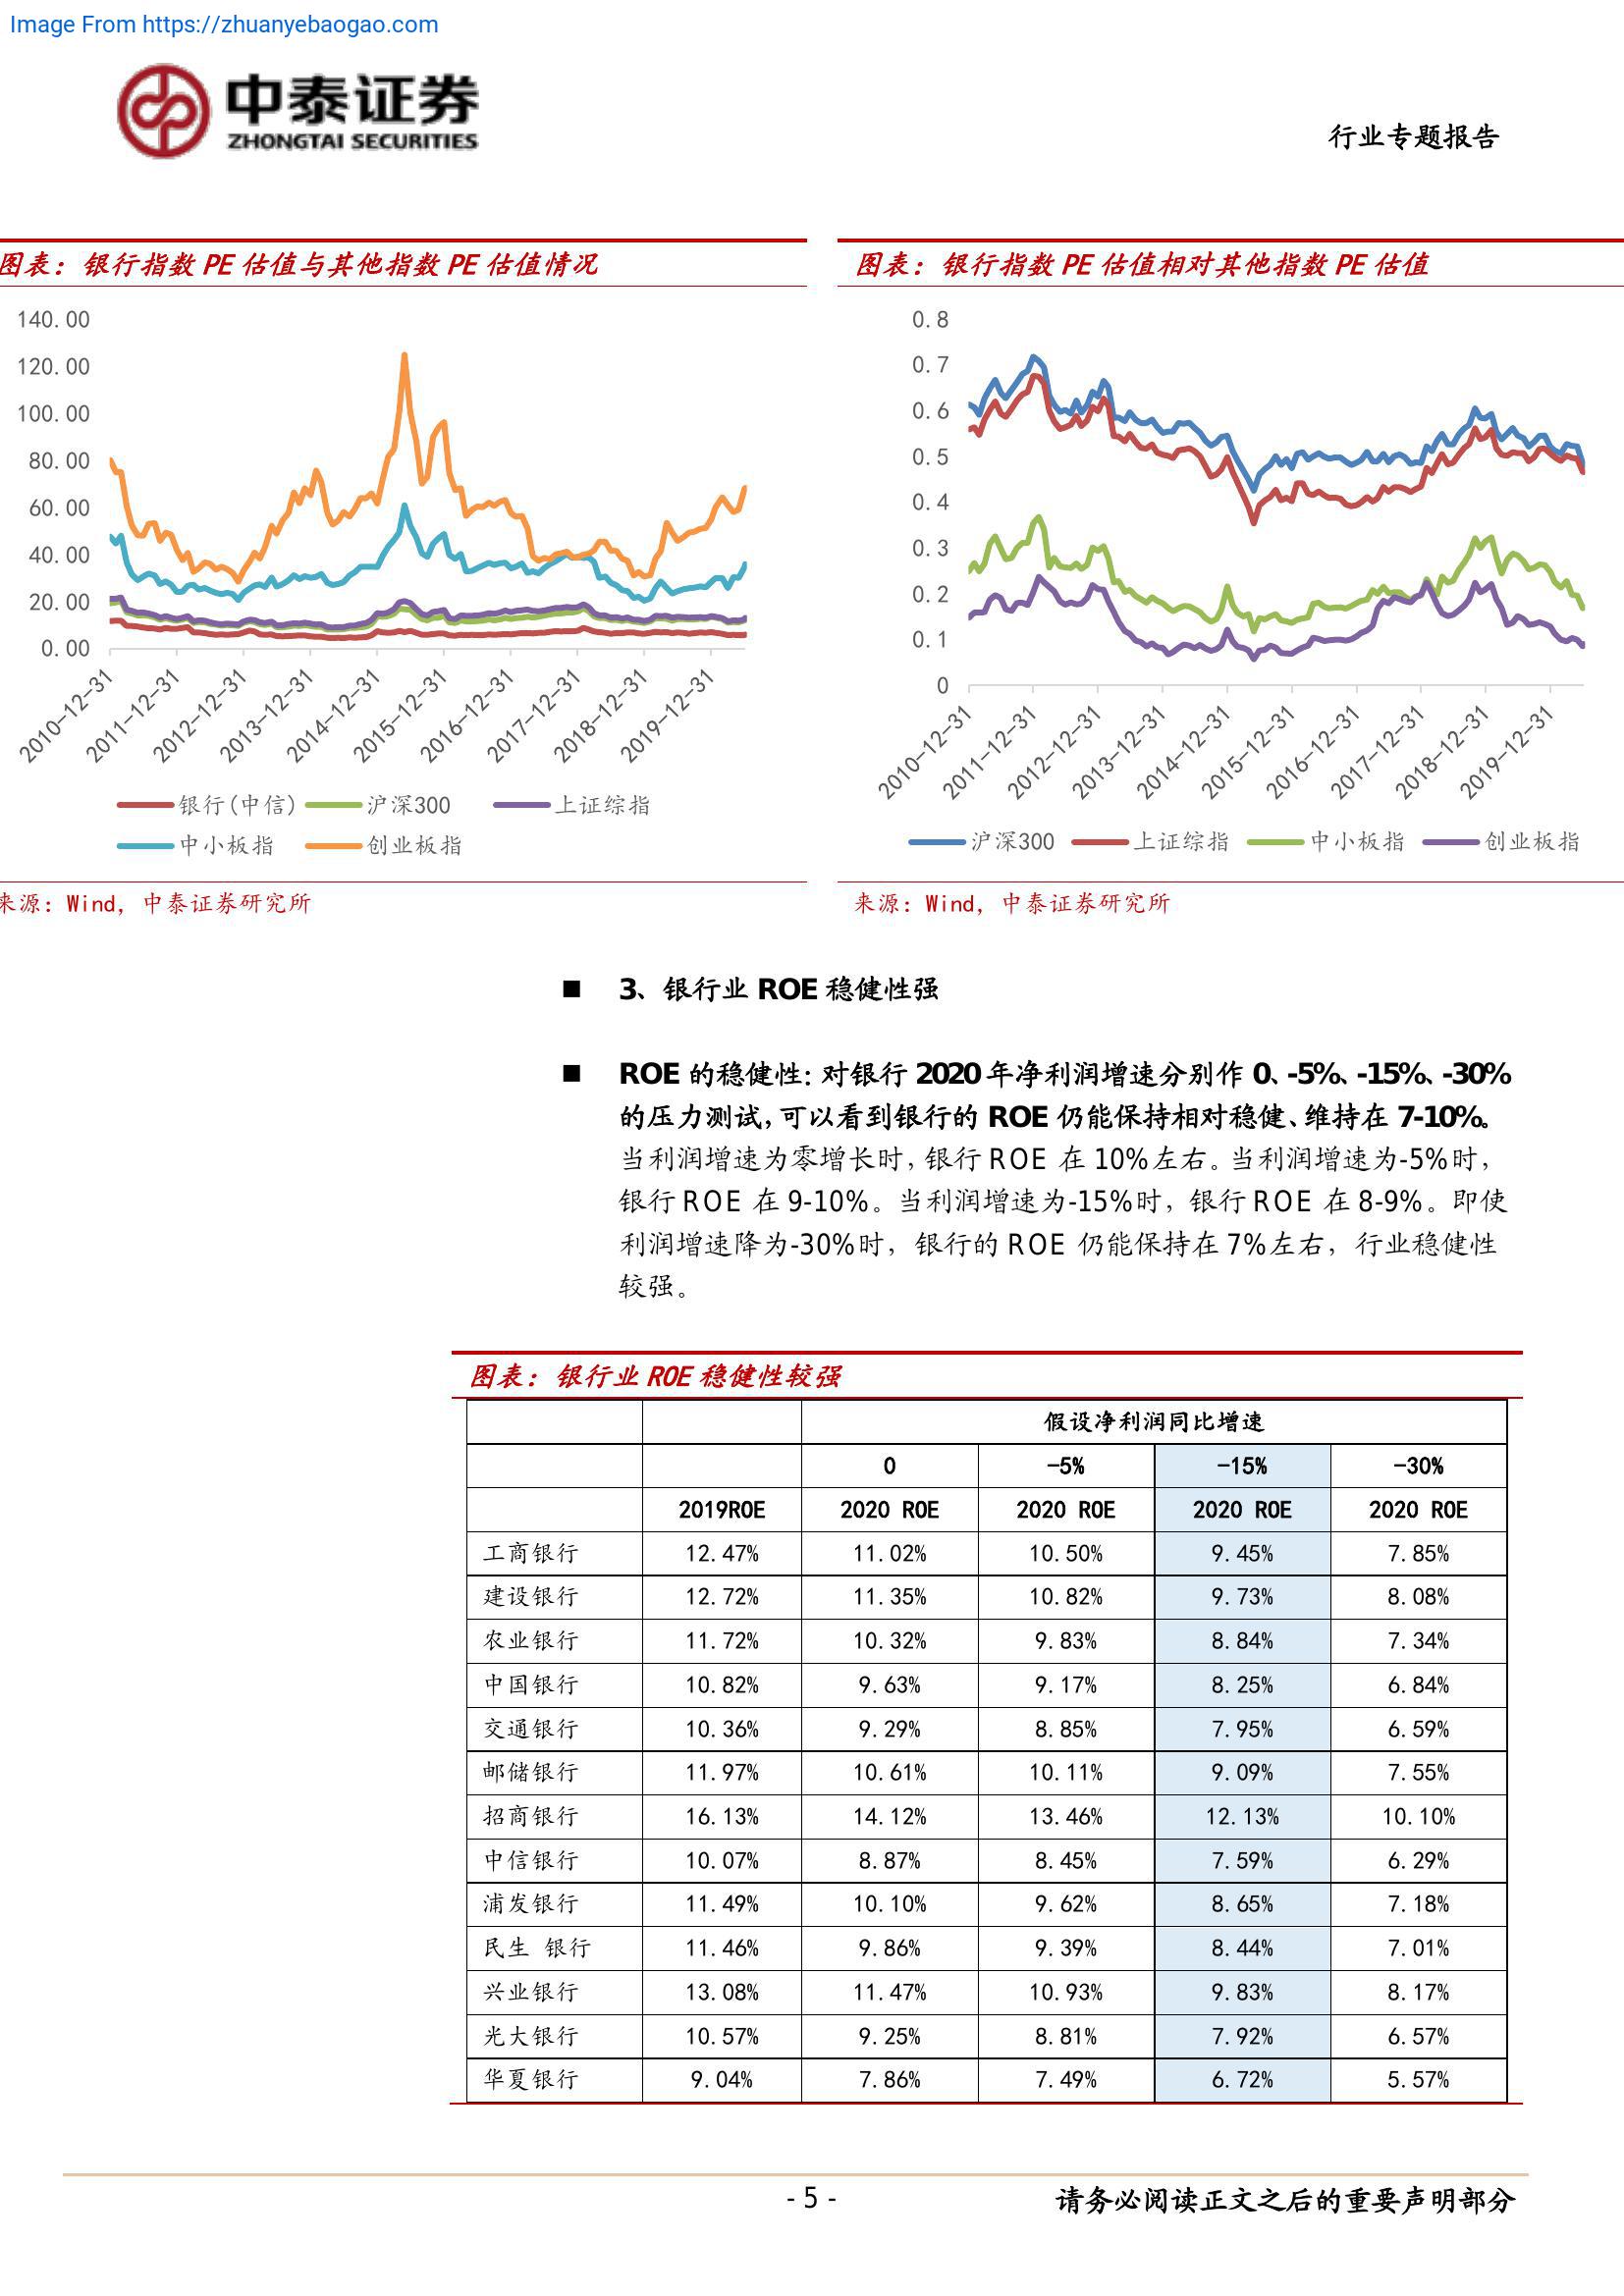 Image From https://zhuanyebaogao.com
中泰证券
ZHONGTAI SECURITIES
行业专题报告
图表：银行指数 PE 估值与其他指数 PE 估值情况
140.00
120.00
100.00
80.00
60.00
40.00
20.00
0.00
2010-12-31
2011-12-31
2012-12-31
2013-12-31
2014-12-31
2015-12-31
2016-12-31
2017-12-31
2018-12-31
2019-12-31
银行(中信) 沪深300 上证综指
中小板指 创业板指
来源：Wind，中泰证券研究所
图表：银行指数 PE 估值相对其他指数 PE 估值
0.8
0.7
0.6
0.5
0.4
0.3
0.2
0.1
0
2010-12-31
2011-12-31
2012-12-31
2013-12-31
2014-12-31
2015-12-31
2016-12-31
2017-12-31
2018-12-31
2019-12-31
沪深300 上证综指 中小板指 创业板指
来源：Wind，中泰证券研究所
■ 3、银行业 ROE 稳健性强
■ ROE 的稳健性：对银行 2020 年净利润增速分别作 0、-5%、-15%、-30%
的压力测试，可以看到银行的 ROE 仍能保持相对稳健、维持在 7-10%。
当利润增速为零增长时，银行 ROE 在 10%左右。当利润增速为-5%时，
银行 ROE 在 9-10%。当利润增速为-15%时，银行 ROE 在 8-9%。即使
利润增速降为-30%时，银行的 ROE 仍能保持在 7%左右，行业稳健性
较强。
图表：银行业 ROE 稳健性较强
假设净利润同比增速
0 -5% -15% -30%
2019ROE 2020 ROE 2020 ROE 2020 ROE 2020 ROE
工商银行 12.47% 11.02% 10.50% 9.45% 7.85%
建设银行 12.72% 11.35% 10.82% 9.73% 8.08%
农业银行 11.72% 10.32% 9.83% 8.84% 7.34%
中国银行 10.82% 9.63% 9.17% 8.25% 6.84%
交通银行 10.36% 9.29% 8.85% 7.95% 6.59%
邮储银行 11.97% 10.61% 10.11% 9.09% 7.55%
招商银行 16.13% 14.12% 13.46% 12.13% 10.10%
中信银行 10.07% 8.87% 8.45% 7.59% 6.29%
浦发银行 11.49% 10.10% 9.62% 8.65% 7.18%
民生 银行 11.46% 9.86% 9.39% 8.44% 7.01%
兴业银行 13.08% 11.47% 10.93% 9.83% 8.17%
光大银行 10.57% 9.25% 8.81% 7.92% 6.57%
华夏银行 9.04% 7.86% 7.49% 6.72% 5.57%
- 5 -
请务必阅读正文之后的重要声明部分